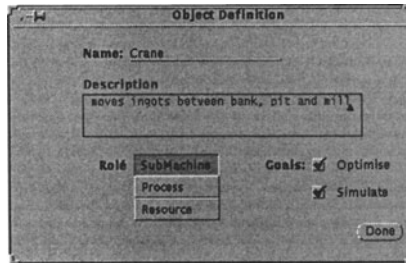 Object Definition
Name: Crane
Description
moves ingots between bank, pit and mill
Role SubMachine Goals: Optimise
Process Simulate
Resource
Done